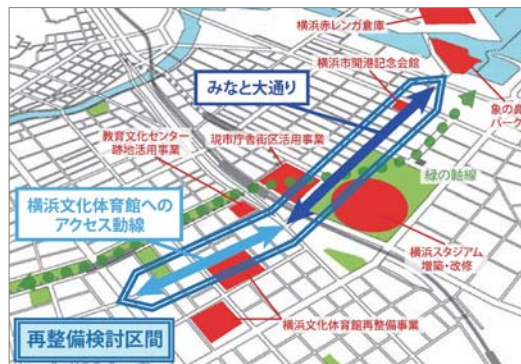 横浜赤レンガ倉庫
横浜市開港記念会館
みなと大通り
象の鼻
パーク
教育文化センター
跡地活用事業
現市庁舎街区活用事業
緑の軸線
横浜文化体育館への
アクセス動線
横浜スタジアム
増築・改修
横浜文化体育館再整備事業
再整備検討区間